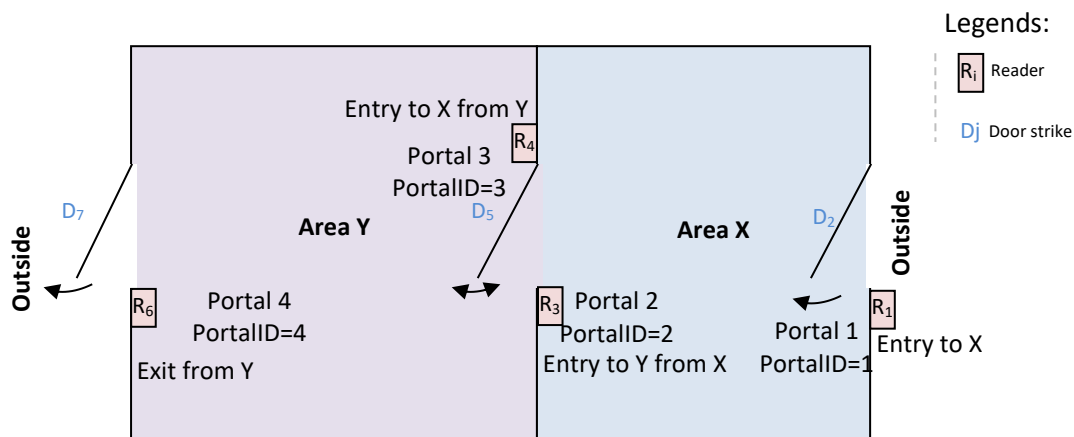 Legends:
Ri Reader
Dj Door strike
Entry to X from Y
R4
Portal 3
PortalID=3
D7
D5
D2
Area Y
Area X
Outside
Outside
R6
Portal 4
PortalID=4
Exit from Y
R3
Portal 2
PortalID=2
Entry to Y from X
Portal 1
PortalID=1
R1
Entry to X